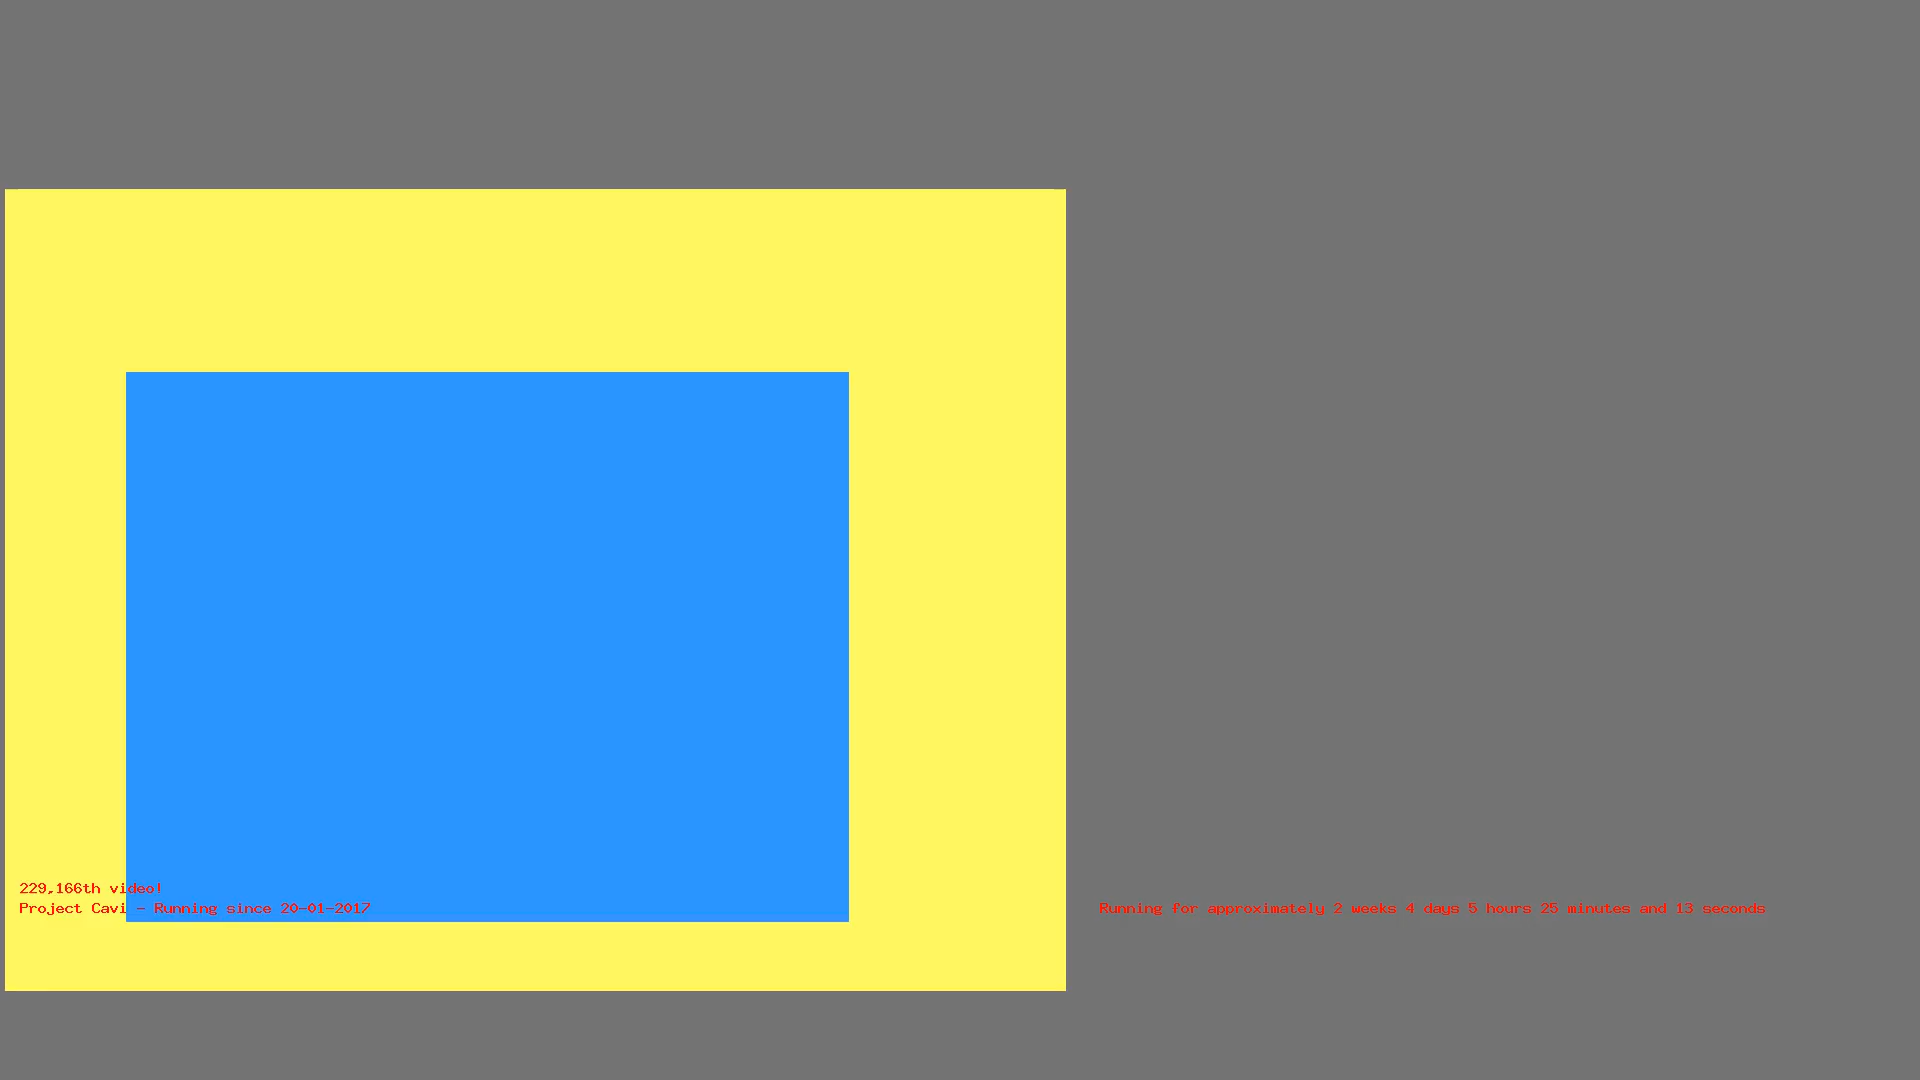 229,166th video!
Project Cavi - Running since 20-01-2017
Running for approximately 2 weeks 4 days 5 hours 25 minutes and 13 seconds